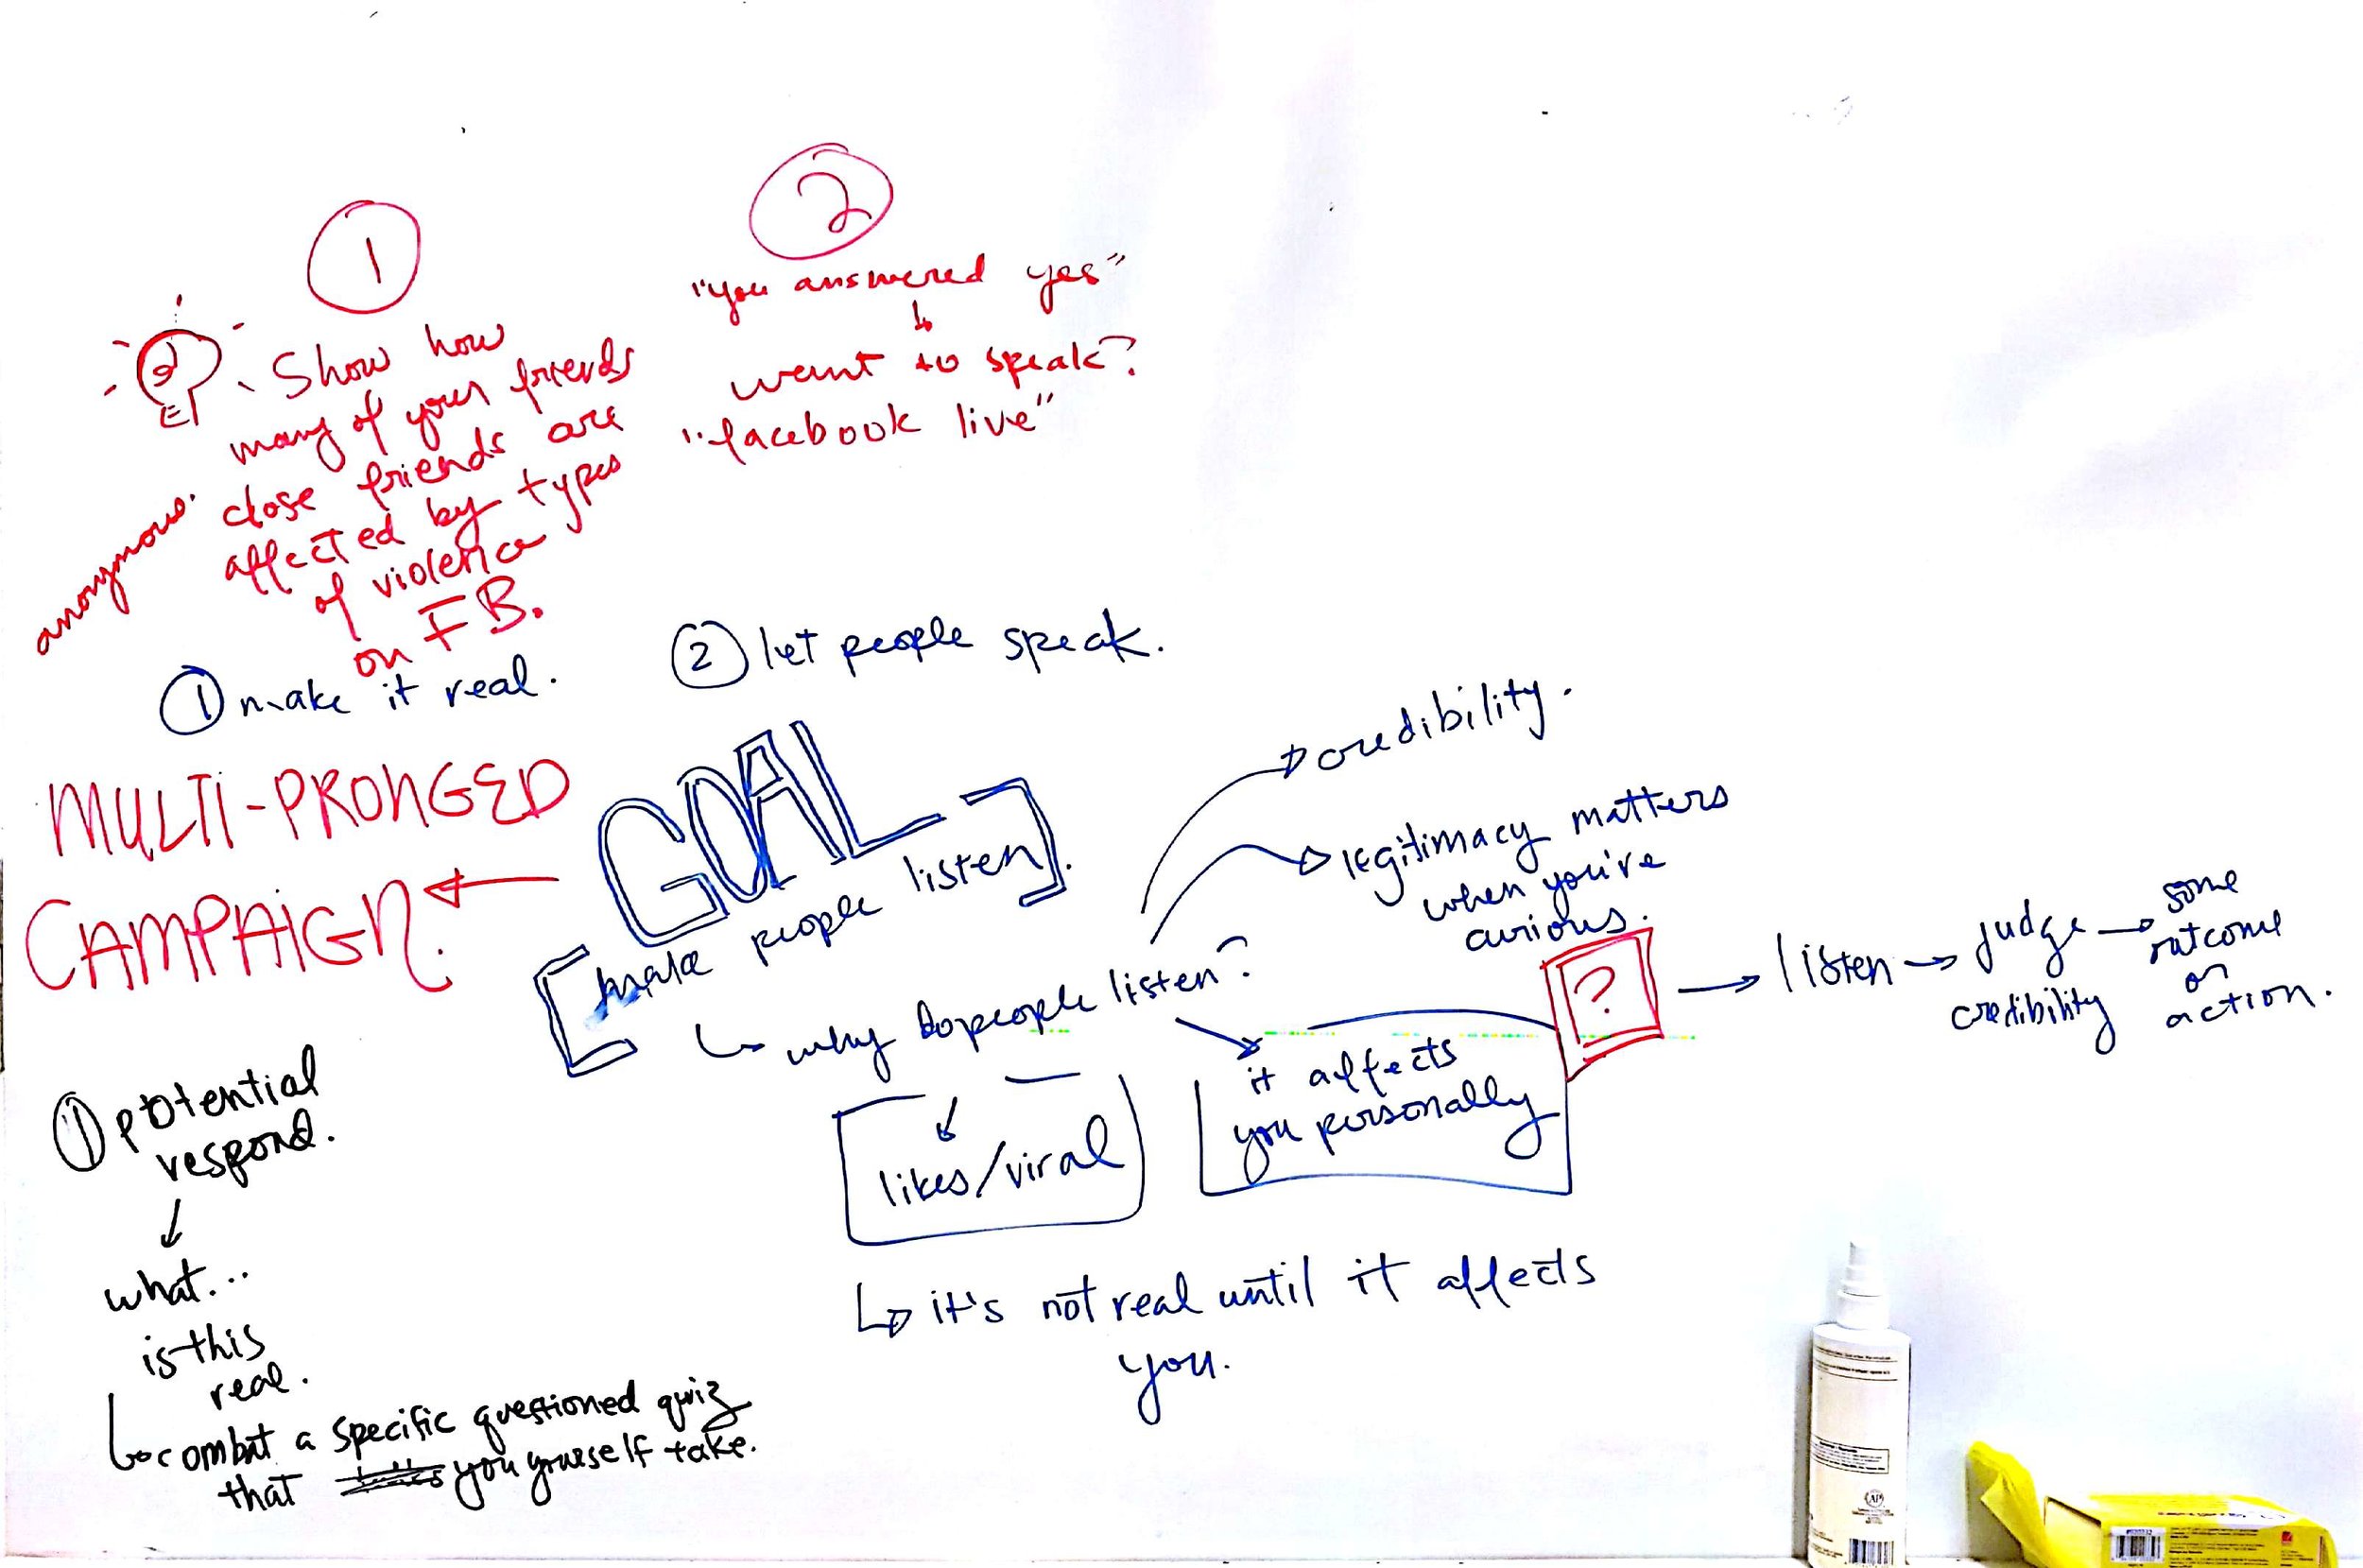 1
Show how
many of your friends
close friends are
affected by types
of violence
on FB.
anonymous.
2
"you answered yes"
want to speak?
"facebook live"
1 make it real.
2 let people speak.
MULTI-PRONGED
CAMPAIGN.
GOAL
[make people listen].
why do people listen?
credibility.
legitimacy matters
when you're
curious.
?
listen → judge → some
credibility
outcome
or
action.
it affects
you personally
likes/viral
it's not real until it affects
you.
1 potential
respond.
what...
is this
real.
combat a specific questioned quiz
that you yourself take.